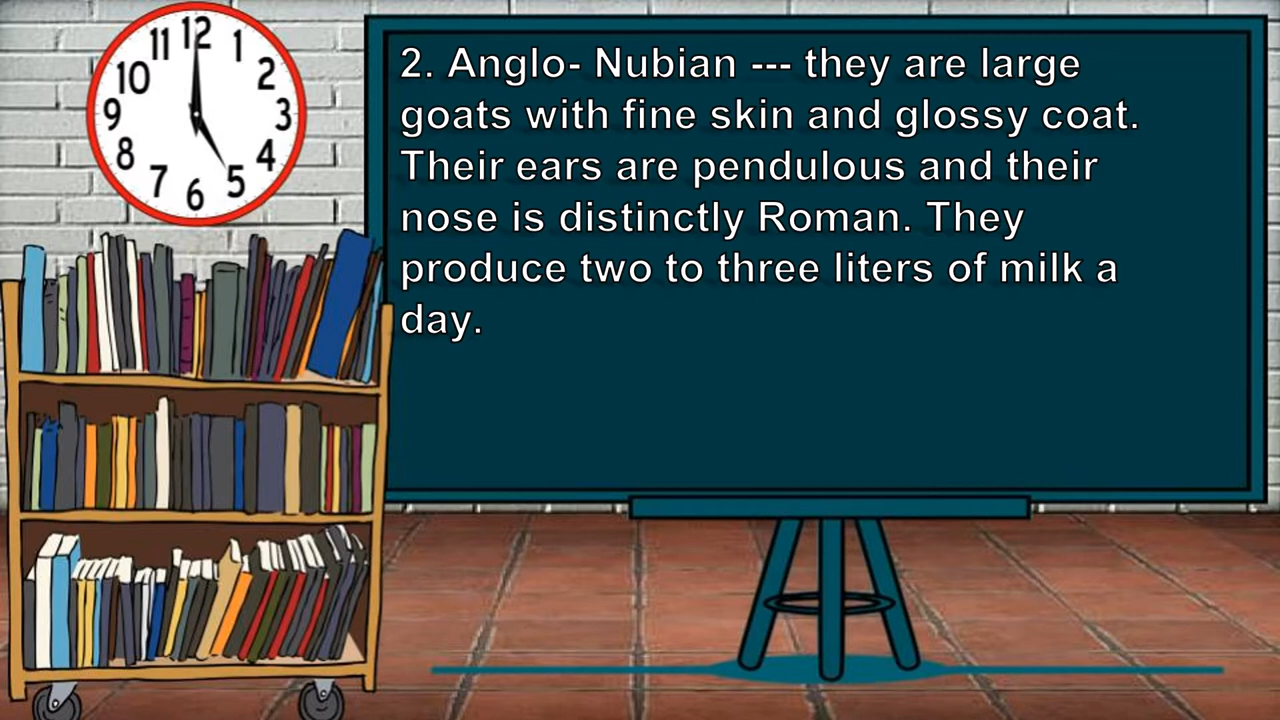 12
1
2
3
4
5
6
7
8
9
10
11
2. Anglo- Nubian --- they are large
goats with fine skin and glossy coat.
Their ears are pendulous and their
nose is distinctly Roman. They
produce two to three liters of milk a
day.